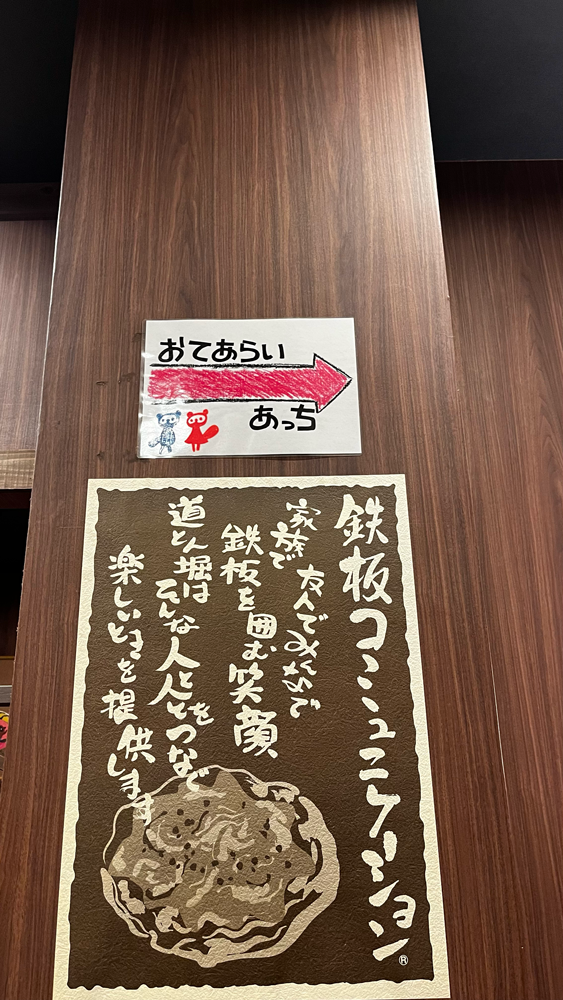 おてあらい
あっち
鉄板コミュニケーション®
家族で 友人でみんなで
鉄板を囲む笑顔
道とん堀は そんな人と人とをつなぐ
楽しいときを提供します